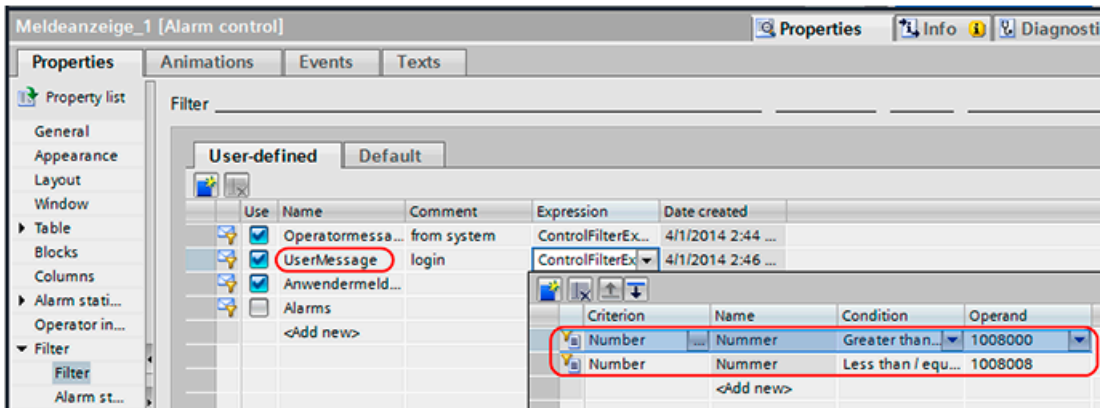 Meldeanzeige_1 [Alarm control]
Properties
Info
Diagnosti
Properties
Animations
Events
Texts
Property list
General
Appearance
Layout
Window
Table
Blocks
Columns
Alarm stati...
Operator in...
Filter
Filter
Alarm st...
Filter
User-defined
Default
Use Name Comment Expression Date created
Operatormessa... from system ControlFilterEx... 4/1/2014 2:44 ...
UserMessage login ControlFilterEx 4/1/2014 2:46 ...
Anwendermeld...
Alarms
<Add new>
Criterion Name Condition Operand
Number ... Nummer Greater than... 1008000
Number Nummer Less than / equ... 1008008
<Add new>